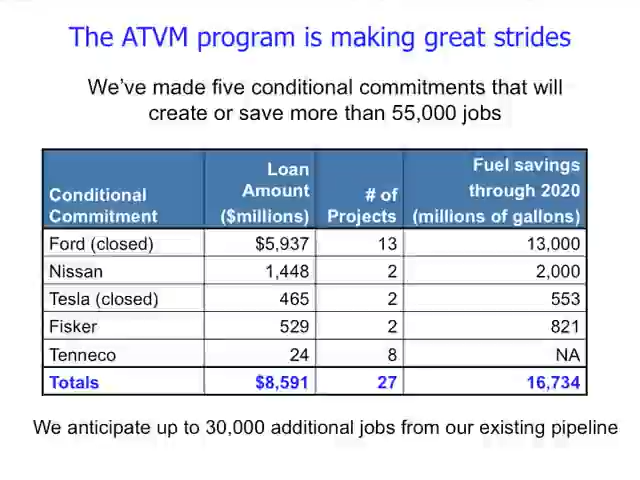 The ATVM program is making great strides
We've made five conditional commitments that will
create or save more than 55,000 jobs
Conditional Commitment | Loan Amount ($millions) | # of Projects | Fuel savings through 2020 (millions of gallons)
Ford (closed) | $5,937 | 13 | 13,000
Nissan | 1,448 | 2 | 2,000
Tesla (closed) | 465 | 2 | 553
Fisker | 529 | 2 | 821
Tenneco | 24 | 8 | NA
Totals | $8,591 | 27 | 16,734
We anticipate up to 30,000 additional jobs from our existing pipeline